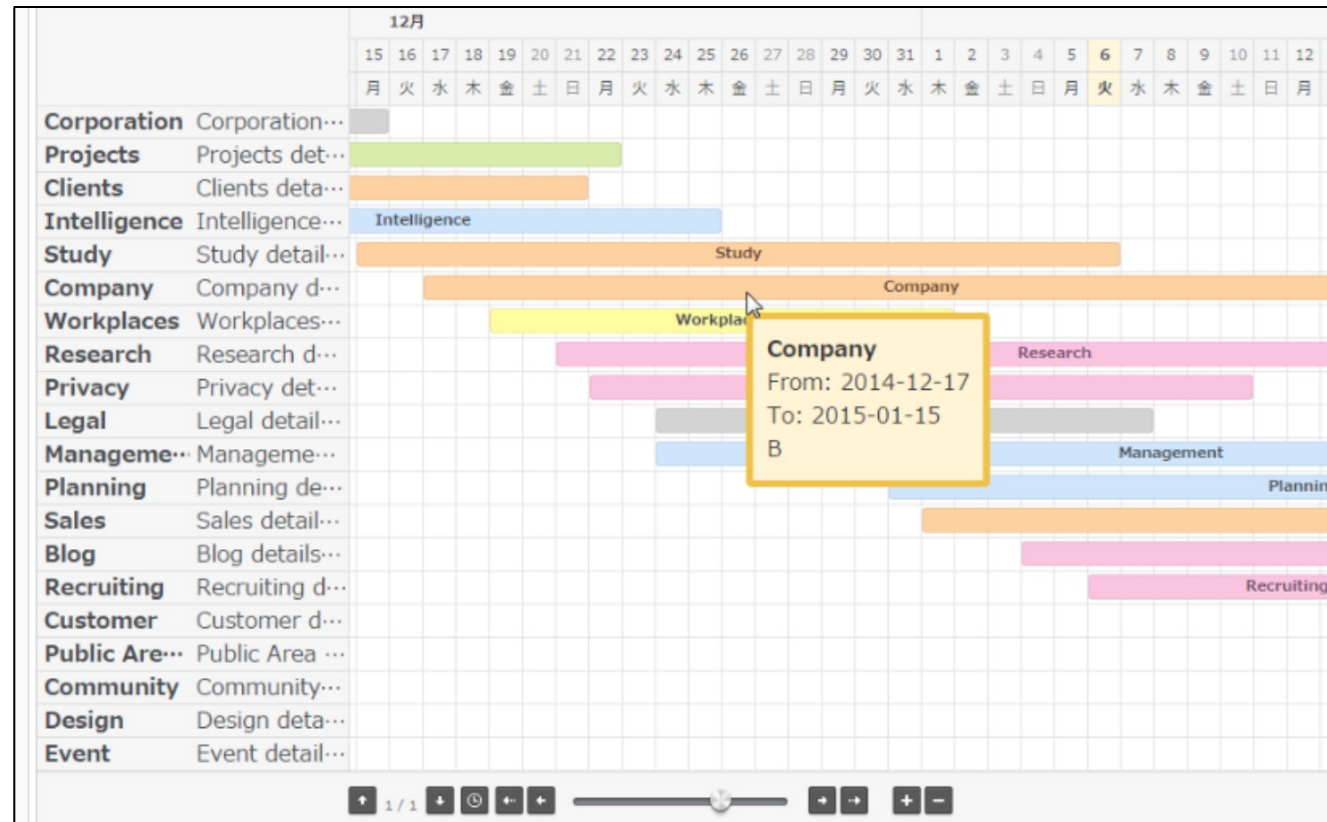 12月
15 16 17 18 19 20 21 22 23 24 25 26 27 28 29 30 31 1 2 3 4 5 6 7 8 9 10 11 12
月 火 水 木 金 土 日 月 火 水 木 金 土 日 月 火 水 木 金 土 日 月 火 水 木 金 土 日 月
Corporation Corporation…
Projects Projects det…
Clients Clients deta…
Intelligence Intelligence… Intelligence
Study Study detail… Study
Company Company d… Company
Workplaces Workplaces…
Research Research d… Research
Privacy Privacy det…
Legal Legal detail…
Manageme… Manageme… Management
Planning Planning de… Plannin
Sales Sales detail…
Blog Blog details…
Recruiting Recruiting d… Recruiting
Customer Customer d…
Public Are… Public Area …
Community Community…
Design Design deta…
Event Event detail…
Company
From: 2014-12-17
To: 2015-01-15
B
1 / 1